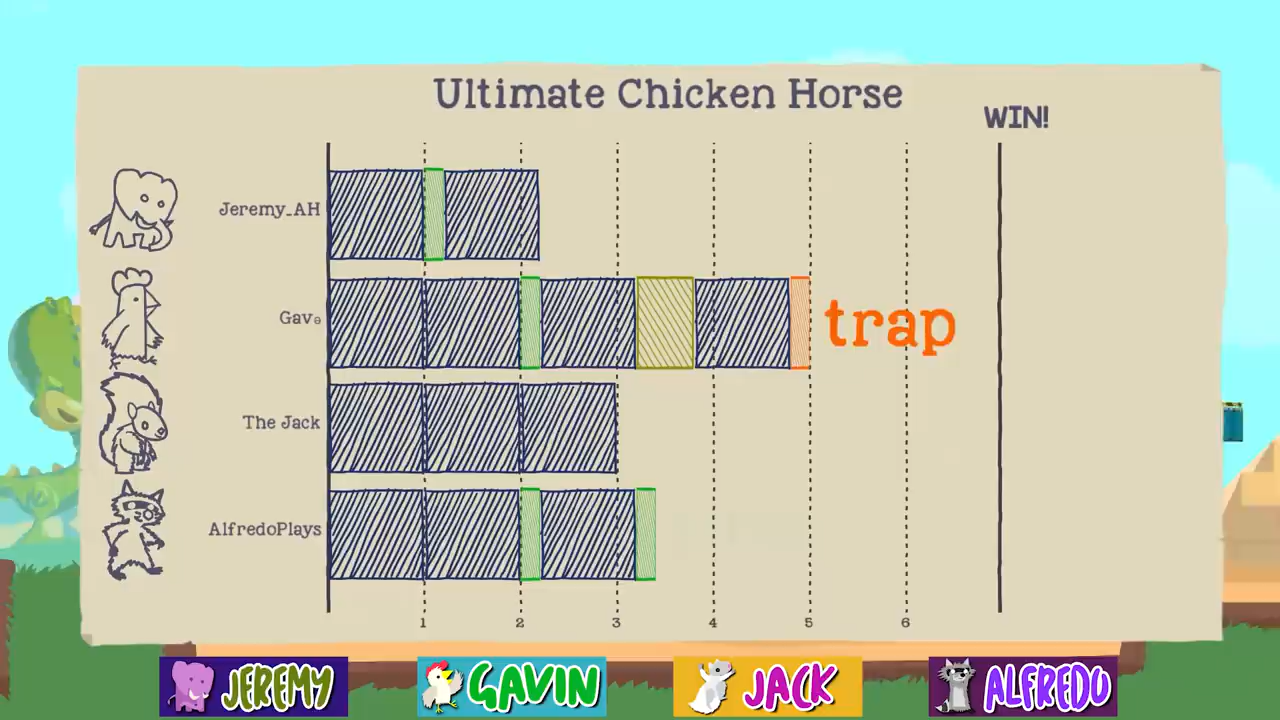 Ultimate Chicken Horse
WIN!
Jeremy_AH
Gavə
trap
The Jack
AlfredoPlays
1 2 3 4 5 6
JEREMY GAVIN JACK ALFREDO